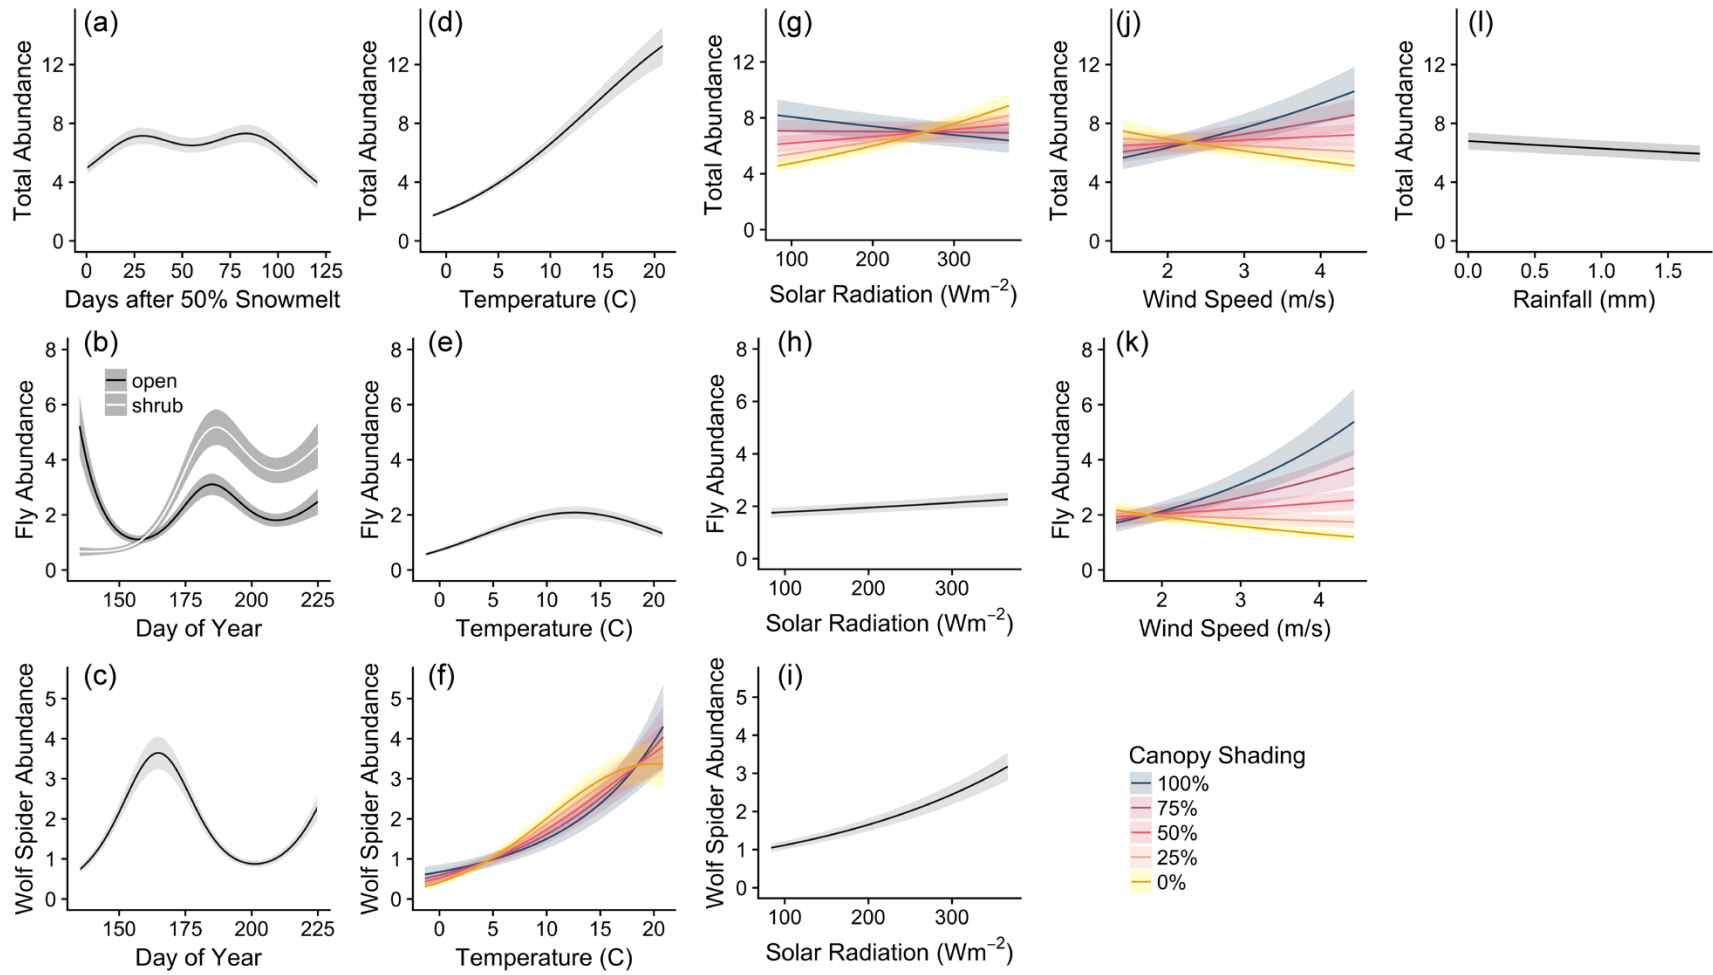 (a)
Total Abundance
12
8
4
0
0 25 50 75 100 125
Days after 50% Snowmelt
(d)
Total Abundance
12
8
4
0
0 5 10 15 20
Temperature (C)
(g)
Total Abundance
12
8
4
0
100 200 300
Solar Radiation (Wm⁻²)
(j)
Total Abundance
12
8
4
0
2 3 4
Wind Speed (m/s)
(l)
Total Abundance
12
8
4
0
0.0 0.5 1.0 1.5
Rainfall (mm)
(b)
open
shrub
Fly Abundance
8
6
4
2
0
150 175 200 225
Day of Year
(e)
Fly Abundance
8
6
4
2
0
0 5 10 15 20
Temperature (C)
(h)
Fly Abundance
8
6
4
2
0
100 200 300
Solar Radiation (Wm⁻²)
(k)
Fly Abundance
8
6
4
2
0
2 3 4
Wind Speed (m/s)
(c)
Wolf Spider Abundance
5
4
3
2
1
0
150 175 200 225
Day of Year
(f)
Wolf Spider Abundance
5
4
3
2
1
0
0 5 10 15 20
Temperature (C)
(i)
Wolf Spider Abundance
5
4
3
2
1
0
100 200 300
Solar Radiation (Wm⁻²)
Canopy Shading
100%
75%
50%
25%
0%